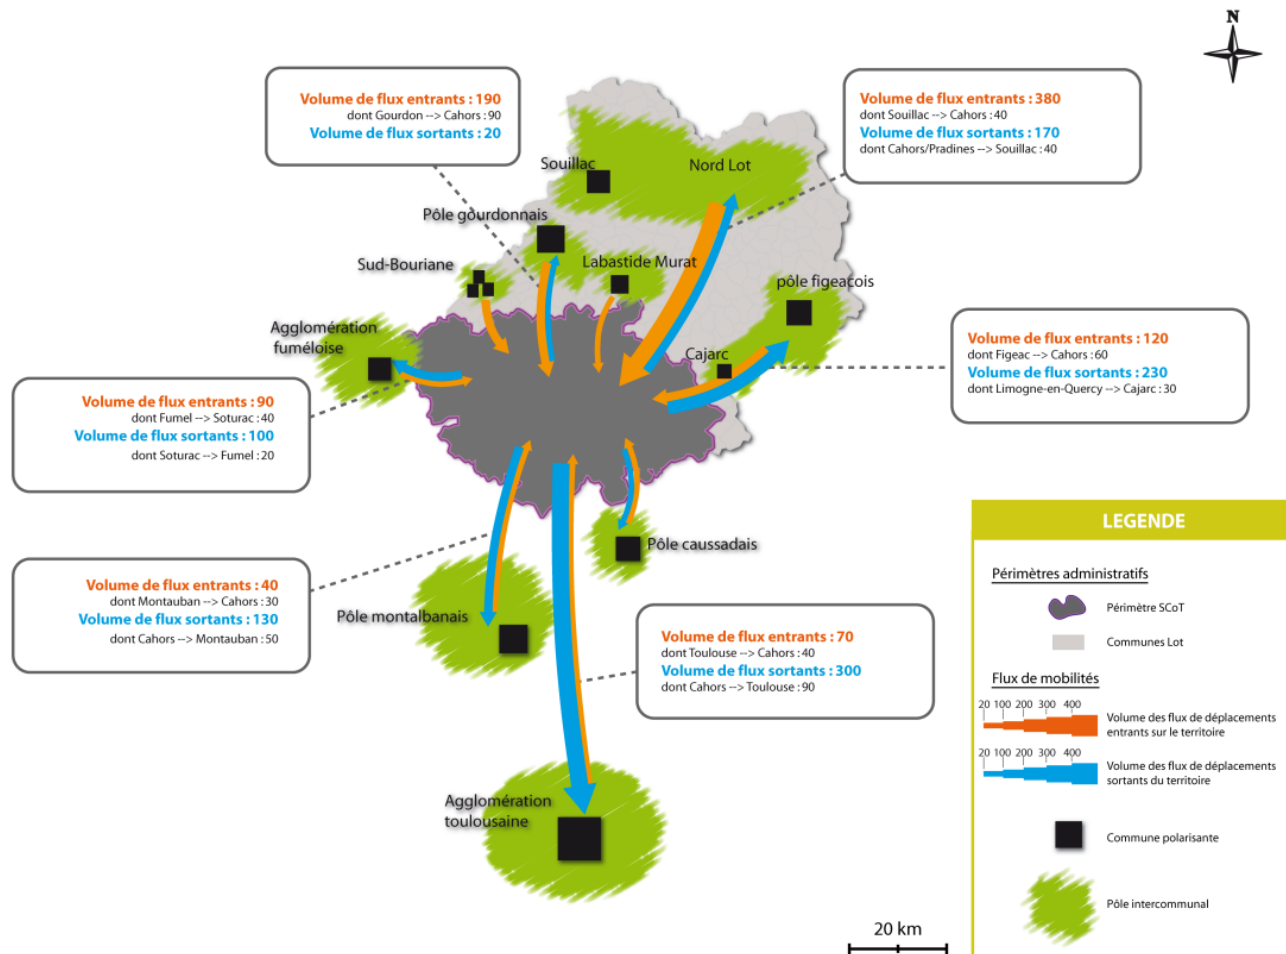 N
Volume de flux entrants : 190
dont Gourdon --> Cahors : 90
Volume de flux sortants : 20
Volume de flux entrants : 380
dont Souillac --> Cahors : 40
Volume de flux sortants : 170
dont Cahors/Pradines --> Souillac : 40
Souillac
Nord Lot
Pôle gourdonnais
Sud-Bouriane
Labastide Murat
pôle figeacois
Agglomération
fuméloise
Cajarc
Volume de flux entrants : 120
dont Figeac --> Cahors : 60
Volume de flux sortants : 230
dont Limogne-en-Quercy --> Cajarc : 30
Volume de flux entrants : 90
dont Fumel --> Soturac : 40
Volume de flux sortants : 100
dont Soturac --> Fumel : 20
Pôle caussadais
Volume de flux entrants : 40
dont Montauban --> Cahors : 30
Volume de flux sortants : 130
dont Cahors --> Montauban : 50
Pôle montalbanais
Volume de flux entrants : 70
dont Toulouse --> Cahors : 40
Volume de flux sortants : 300
dont Cahors --> Toulouse : 90
Agglomération
toulousaine
LEGENDE
Périmètres administratifs
Périmètre SCoT
Communes Lot
Flux de mobilités
20 100 200 300 400
Volume des flux de déplacements
entrants sur le territoire
20 100 200 300 400
Volume des flux de déplacements
sortants du territoire
Commune polarisante
Pôle intercommunal
20 km